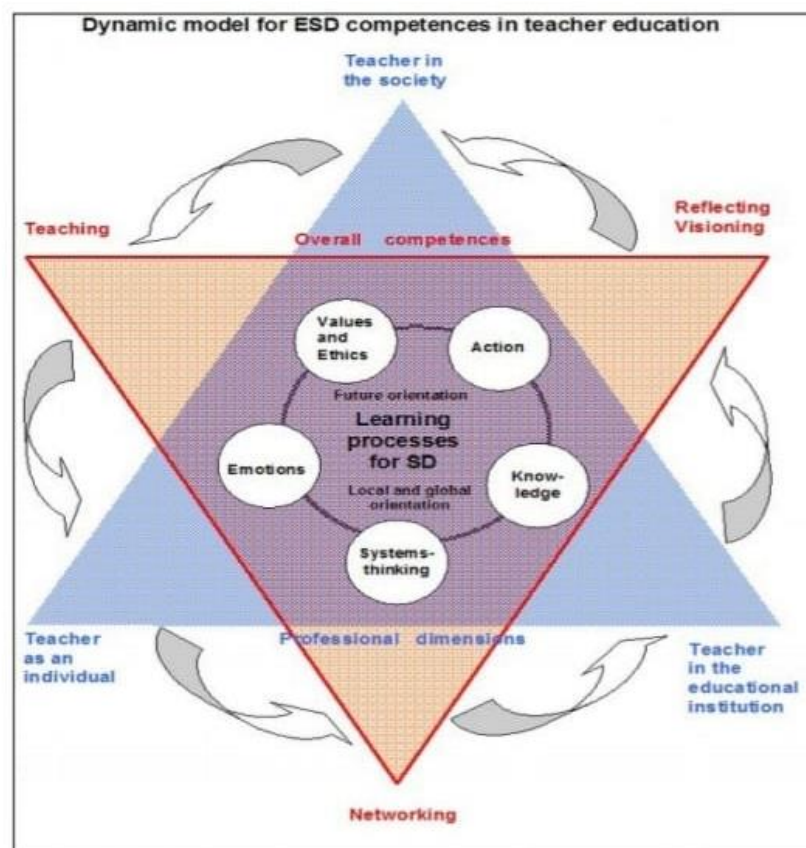 Dynamic model for ESD competences in teacher education
Teacher in
the society
Teaching
Reflecting
Visioning
Overall competences
Values
and
Ethics
Action
Future orientation
Learning
processes
for SD
Emotions
Know-
ledge
Local and global
orientation
Systems-
thinking
Teacher
as an
individual
Professional dimensions
Teacher
in the
educational
institution
Networking